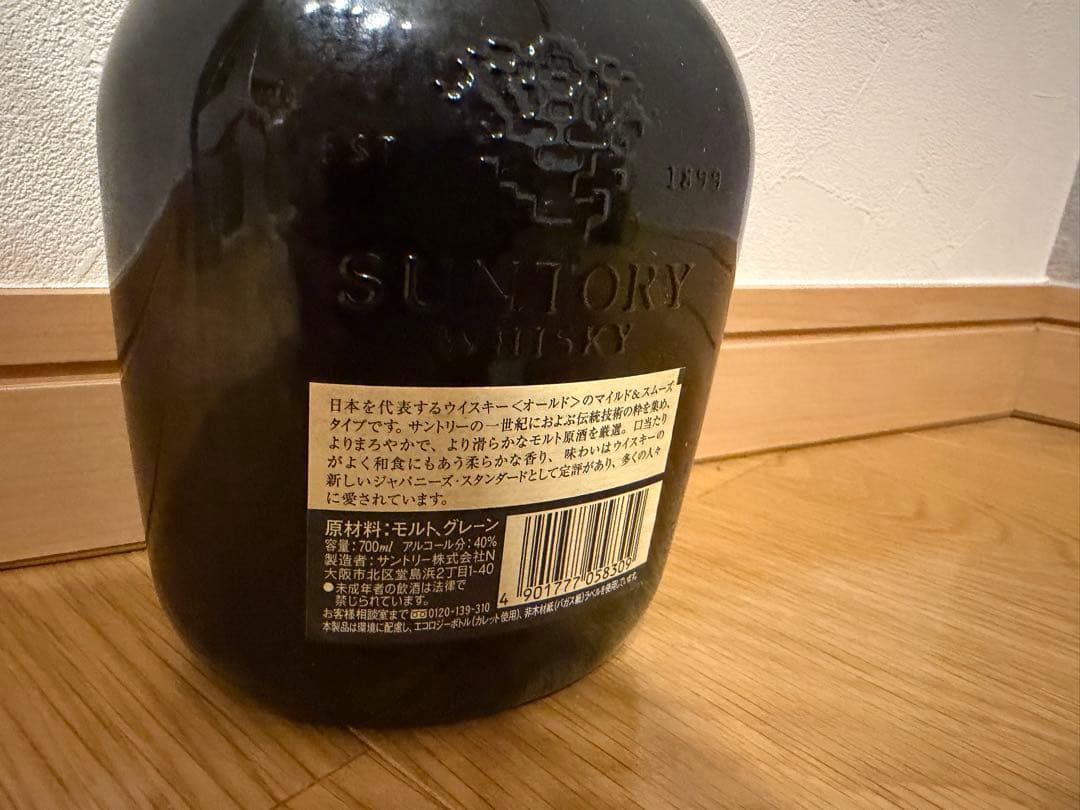 EST
1899
SUNTORY
WHISKY
日本を代表するウイスキー<オールド>のマイルド&スムーズ
タイプです。サントリーの一世紀におよぶ伝統技術の粋を集め、
よりまろやかで、より滑らかなモルト原酒を厳選。口当たり
がよく和食にもあう柔らかな香り、味わいはウイスキーの
新しいジャパニーズ・スタンダードとして定評があり、多くの人々
に愛されています。
原材料:モルト、グレーン
容量:700ml アルコール分:40%
製造者:サントリー株式会社N
大阪市北区堂島浜2丁目1-40
●未成年者の飲酒は法律で
禁じられています。
お客様相談室まで 0120-139-310
本製品は環境に配慮し、エコロジーボトル(カレット使用)、非木材紙(バガス紙)ラベルを使用しています。
4 901777 058309